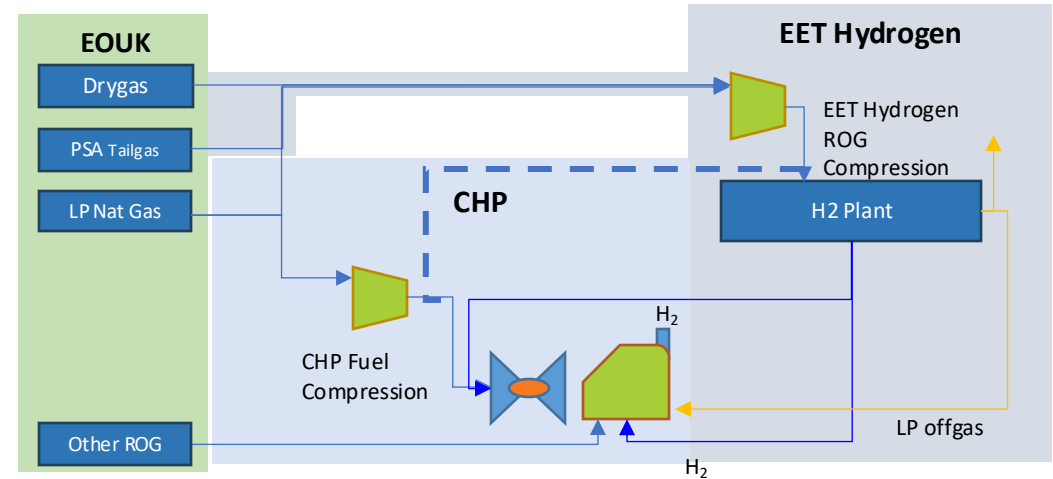 EOUK
EET Hydrogen
Drygas
PSA Tailgas
LP Nat Gas
EET Hydrogen
ROG
Compression
CHP
H2 Plant
H₂
CHP Fuel
Compression
LP offgas
Other ROG
H₂